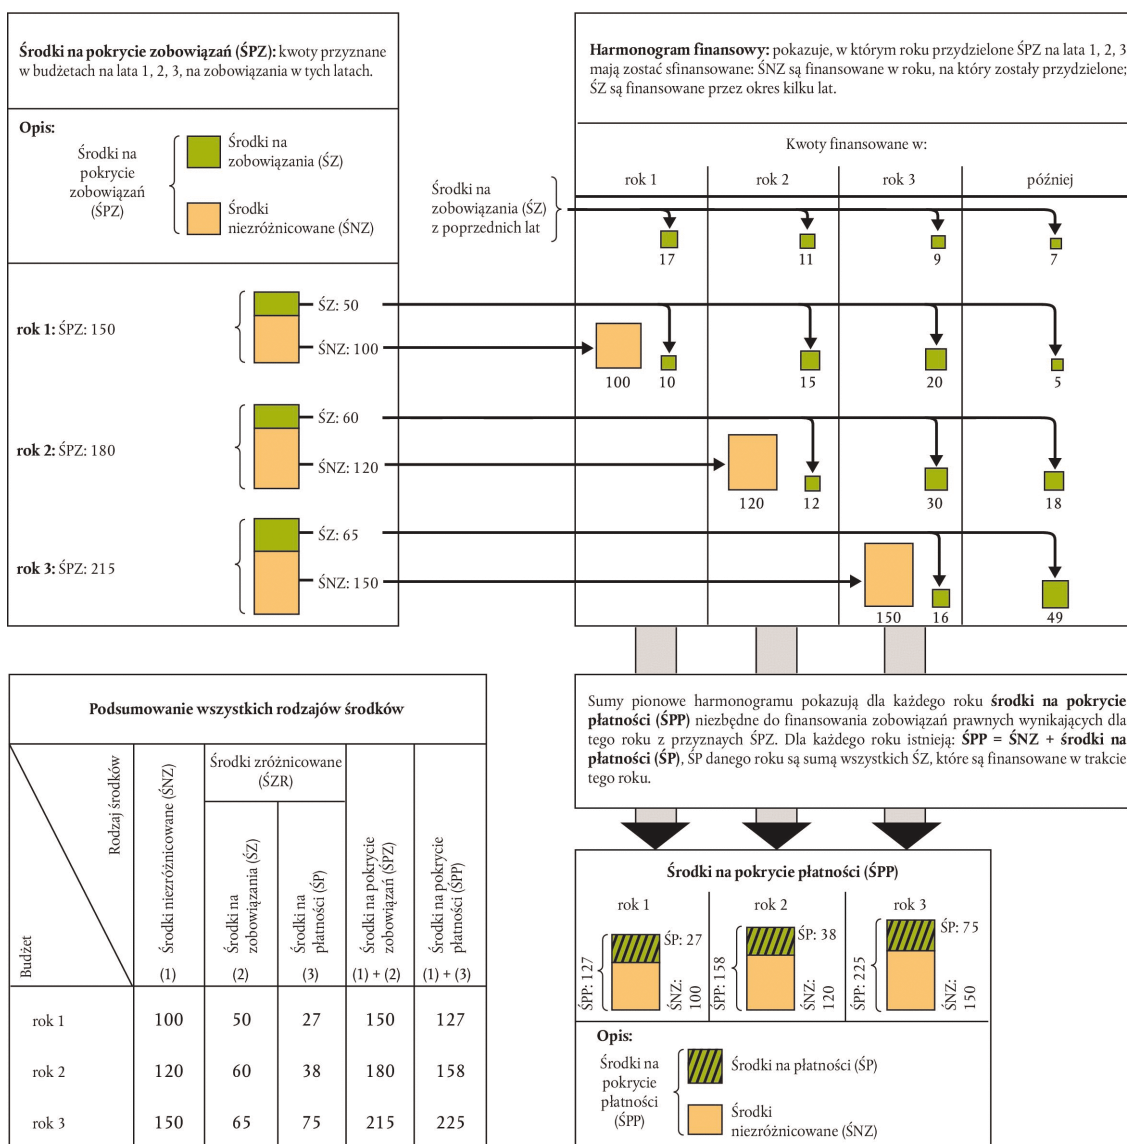 Środki na pokrycie zobowiązań (ŚPZ): kwoty przyznane
w budżetach na lata 1, 2, 3, na zobowiązania w tych latach.
Opis:
Środki na
pokrycie
zobowiązań
(ŚPZ)
Środki na
zobowiązania (ŚZ)
Środki
niezróżnicowane (ŚNZ)
rok 1: ŚPZ: 150
ŚZ: 50
ŚNZ: 100
rok 2: ŚPZ: 180
ŚZ: 60
ŚNZ: 120
rok 3: ŚPZ: 215
ŚZ: 65
ŚNZ: 150
Harmonogram finansowy: pokazuje, w którym roku przydzielone ŚPZ na lata 1, 2, 3
mają zostać sfinansowane: ŚNZ są finansowane w roku, na który zostały przydzielone;
ŚZ są finansowane przez okres kilku lat.
Kwoty finansowane w:
rok 1 rok 2 rok 3 później
Środki na
zobowiązania (ŚZ)
z poprzednich lat
17 11 9 7
100 10 15 20 5
120 12 30 18
150 16 49
Sumy pionowe harmonogramu pokazują dla każdego roku środki na pokrycie
płatności (ŚPP) niezbędne do finansowania zobowiązań prawnych wynikających dla
tego roku z przyznych ŚPZ. Dla każdego roku istnieją: ŚPP = ŚNZ + środki na
płatności (ŚP), ŚP danego roku są sumą wszystkich ŚZ, które są finansowane w trakcie
tego roku.
Podsumowanie wszystkich rodzajów środków
Rodzaj środków
Budżet
Środki niezróżnicowane (ŚNZ)
Środki zróżnicowane
(ŚZR)
Środki na
zobowiązania (ŚZ)
Środki na
płatności (ŚP)
Środki na pokrycie
zobowiązań (ŚPZ)
Środki na pokrycie
płatności (ŚPP)
(1) (2) (3) (1) + (2) (1) + (3)
rok 1 100 50 27 150 127
rok 2 120 60 38 180 158
rok 3 150 65 75 215 225
Środki na pokrycie płatności (ŚPP)
rok 1 rok 2 rok 3
ŚPP: 127
ŚP: 27
ŚNZ:
100
ŚPP: 158
ŚP: 38
ŚNZ:
120
ŚPP: 225
ŚP: 75
ŚNZ:
150
Opis:
Środki na
pokrycie
płatności
(ŚPP)
Środki na płatności (ŚP)
Środki
niezróżnicowane (ŚNZ)